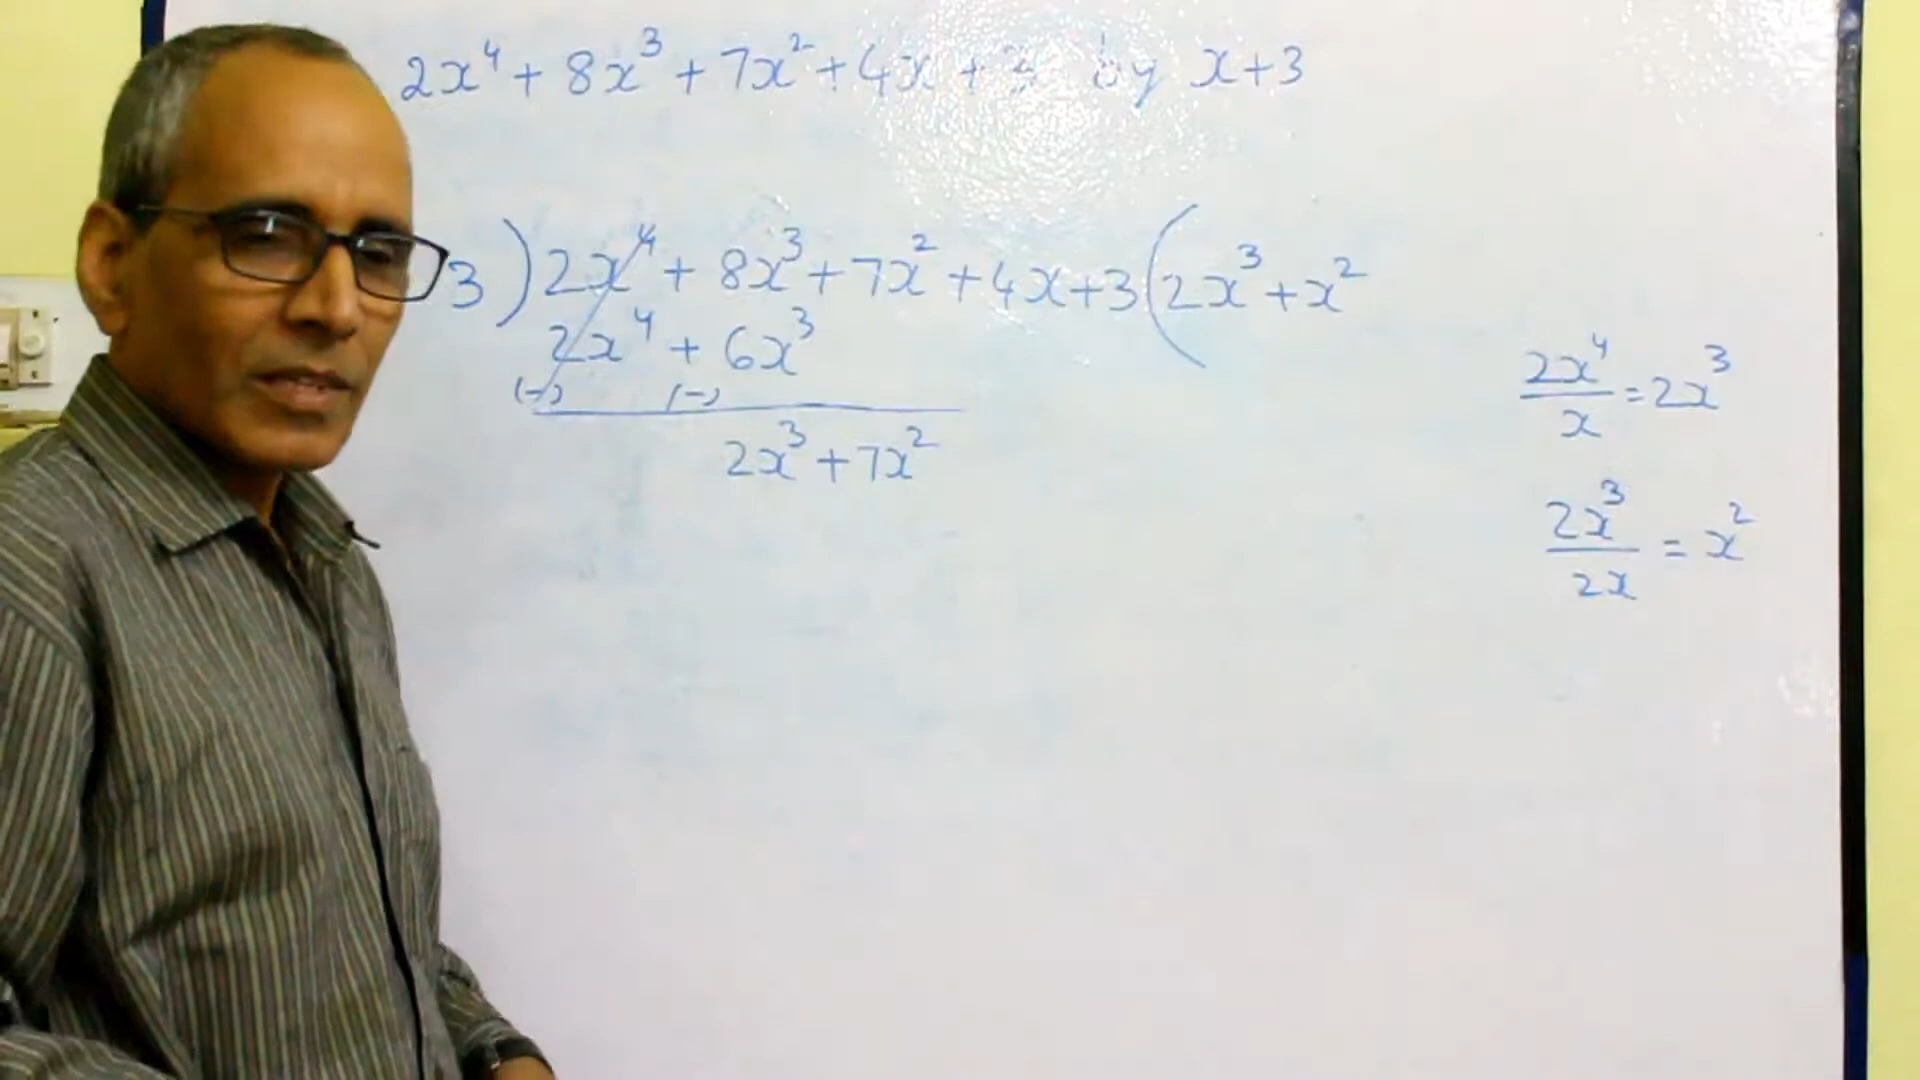 2x⁴ + 8x³ + 7x² + 4x + 3 by x+3
3 ) 2x⁴ + 8x³ + 7x² + 4x + 3 ( 2x³ + x²
2x⁴ + 6x³
(-) (-)
2x³ + 7x²
2x⁴/x = 2x³
2x³/2x = x²